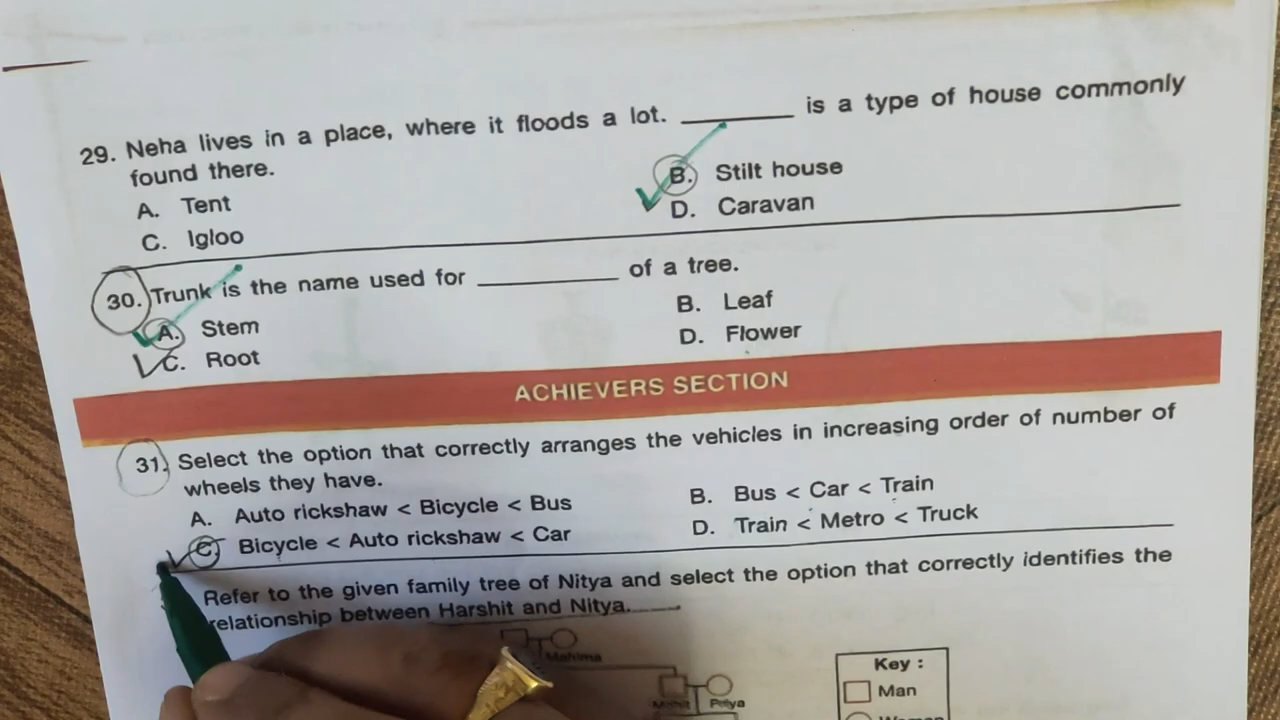 29. Neha lives in a place, where it floods a lot. ________ is a type of house commonly
found there.
A. Tent
B. Stilt house
C. Igloo
D. Caravan
30. Trunk is the name used for ________ of a tree.
A. Stem
B. Leaf
C. Root
D. Flower
ACHIEVERS SECTION
31. Select the option that correctly arranges the vehicles in increasing order of number of
wheels they have.
A. Auto rickshaw < Bicycle < Bus
B. Bus < Car < Train
C. Bicycle < Auto rickshaw < Car
D. Train < Metro < Truck
Refer to the given family tree of Nitya and select the option that correctly identifies the
relationship between Harshit and Nitya.
Mahima
Mohit Priya
Key :
Man
Woman